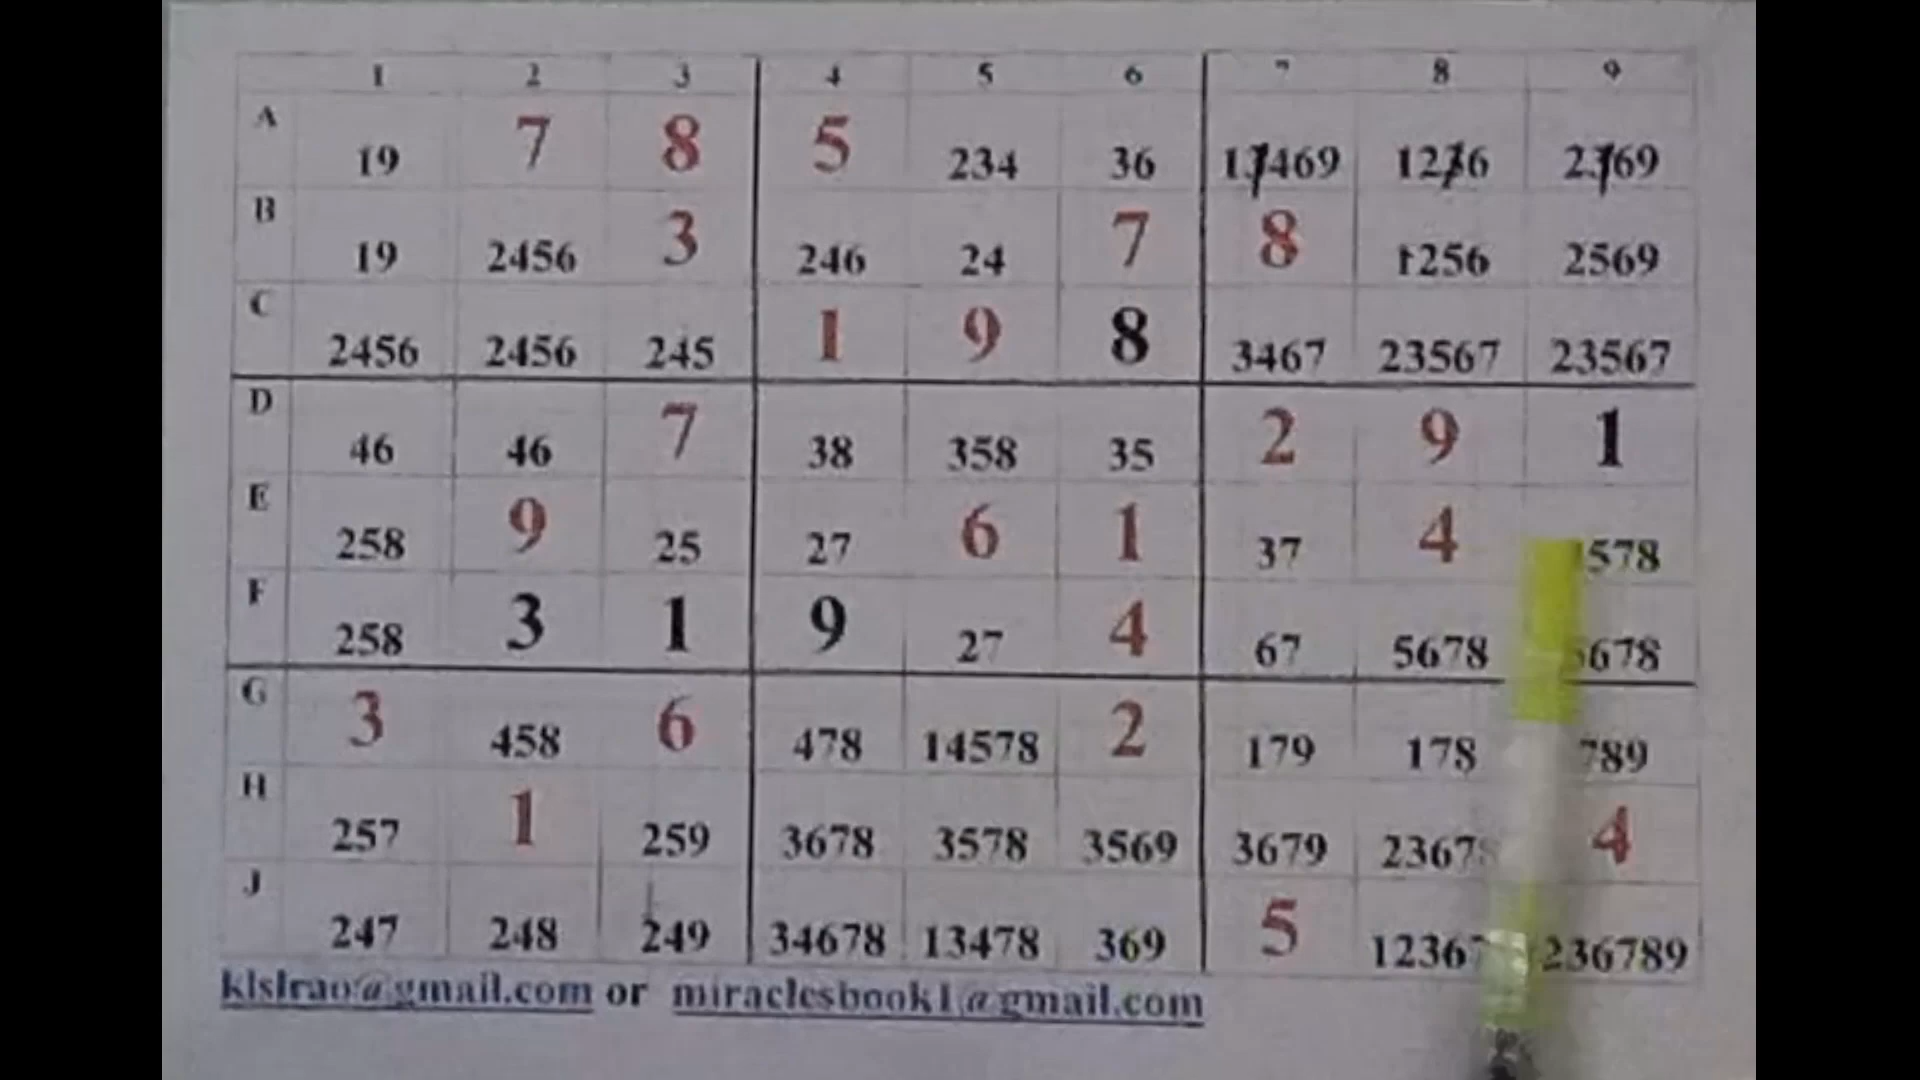 1 2 3 4 5 6 7 8 9
A 19 7 8 5 234 36 17469 1276 23769
B 19 2456 3 246 24 7 8 1256 2569
C 2456 2456 245 1 9 8 3467 23567 23567
D 46 46 7 38 358 35 2 9 1
E 258 9 25 27 6 1 37 4
F 258 3 1 9 27 4 67 5678
G 3 458 6 478 14578 2 179 178 789
H 257 1 259 3678 3578 3569 3679 23678 4
J 247 248 249 34678 13478 369 5 236789
klslrao@gmail.com or miraclesbook1@gmail.com